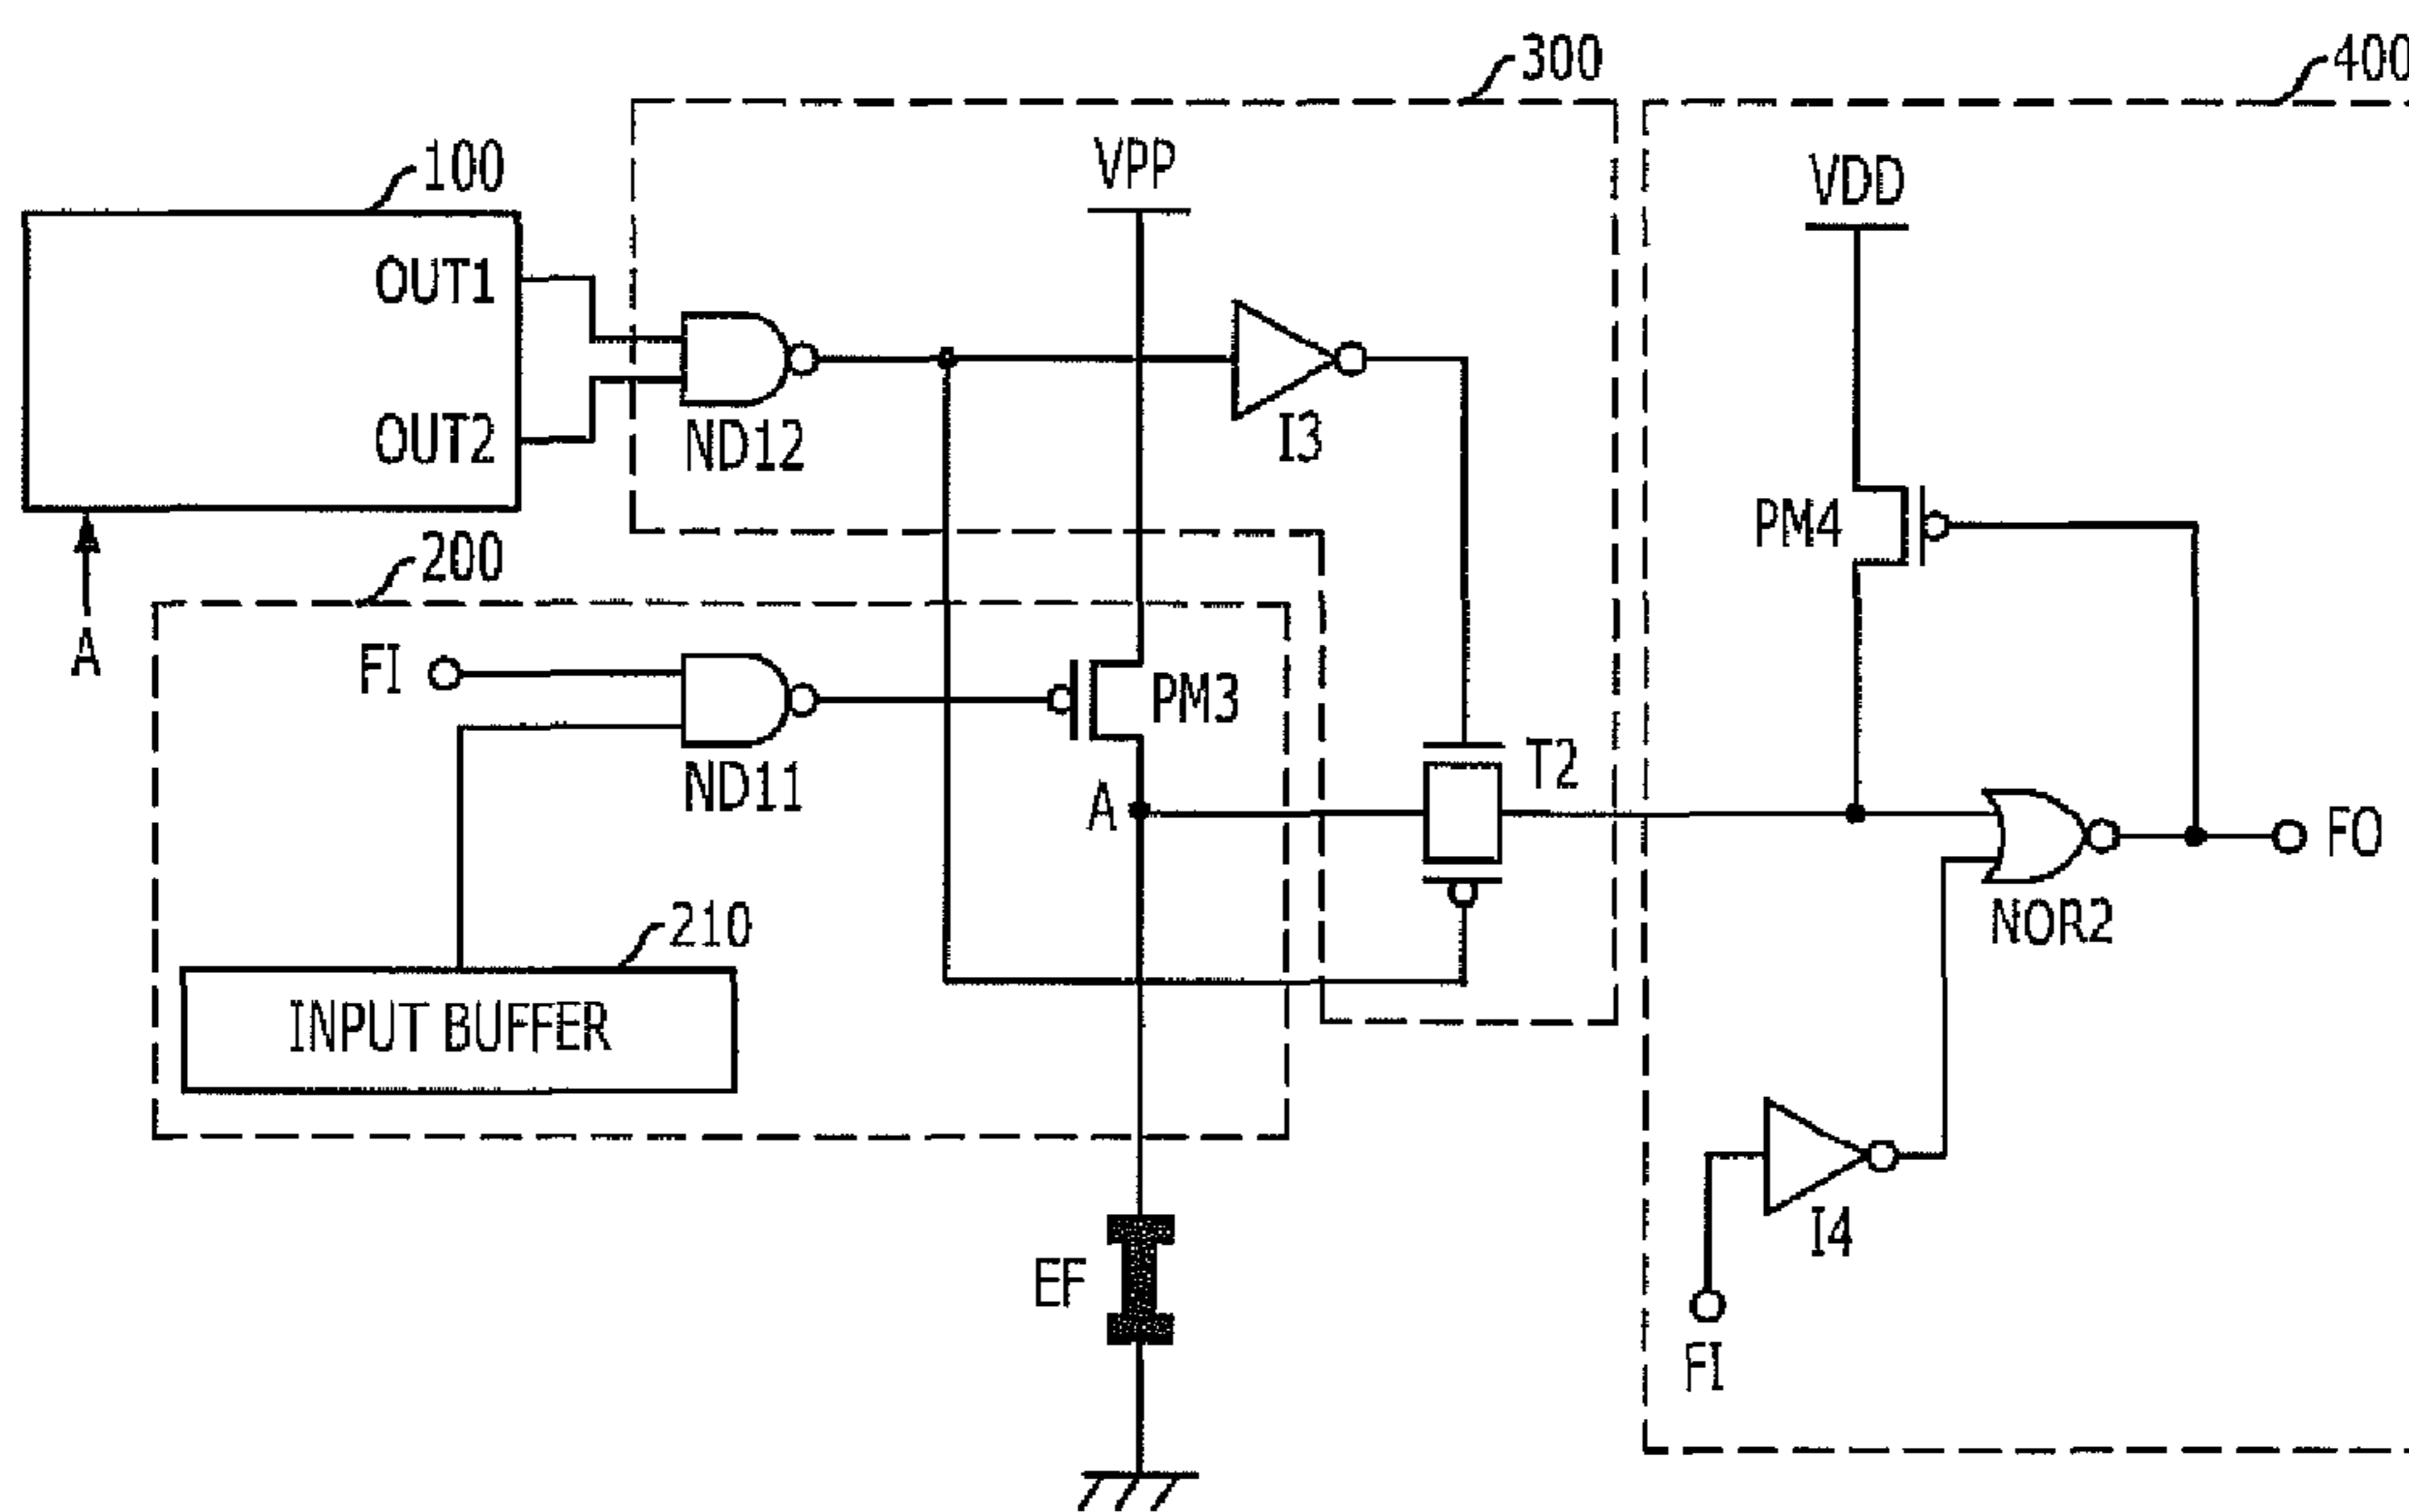 300
400
100
VPP
VDD
OUT1
OUT2
ND12
I3
PM4
200
A
FI
PM3
ND11
A
T2
FO
NOR2
210
INPUT BUFFER
I4
EF
FI